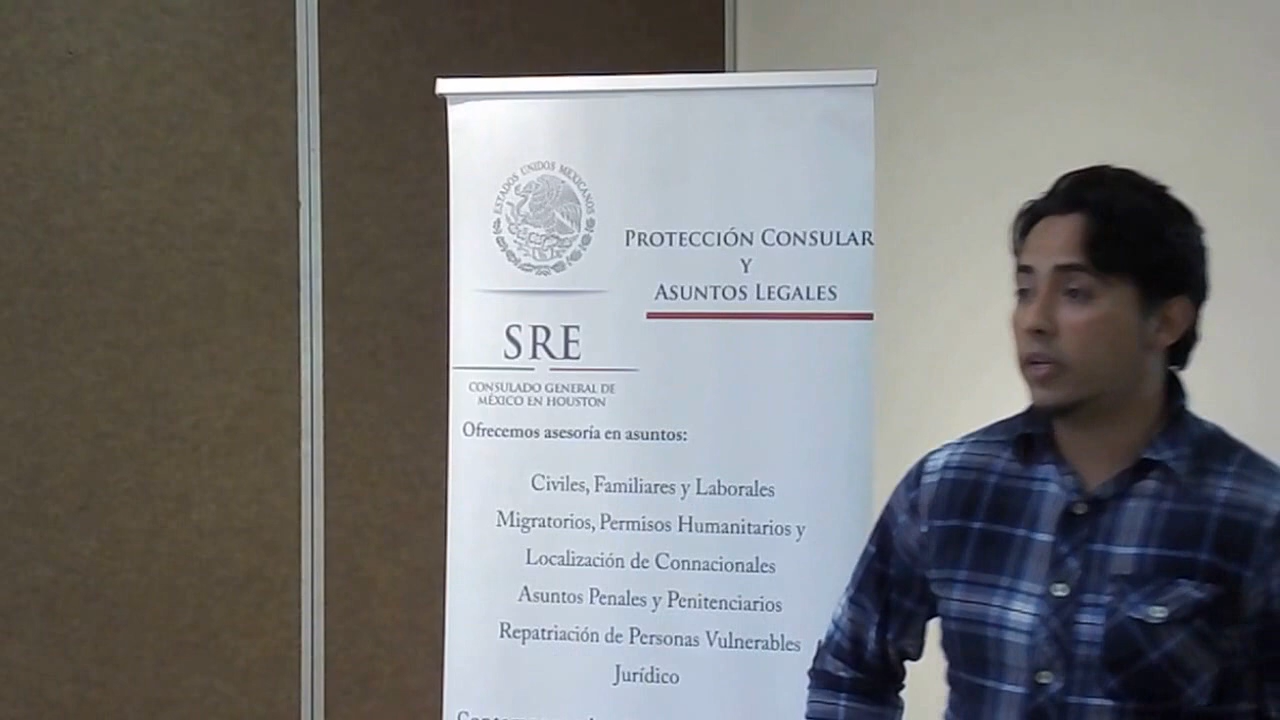 ESTADOS UNIDOS MEXICANOS
PROTECCIÓN CONSULAR
Y
ASUNTOS LEGALES
SRE
CONSULADO GENERAL DE
MÉXICO EN HOUSTON
Ofrecemos asesoría en asuntos:
Civiles, Familiares y Laborales
Migratorios, Permisos Humanitarios y
Localización de Connacionales
Asuntos Penales y Penitenciarios
Repatriación de Personas Vulnerables
Jurídico